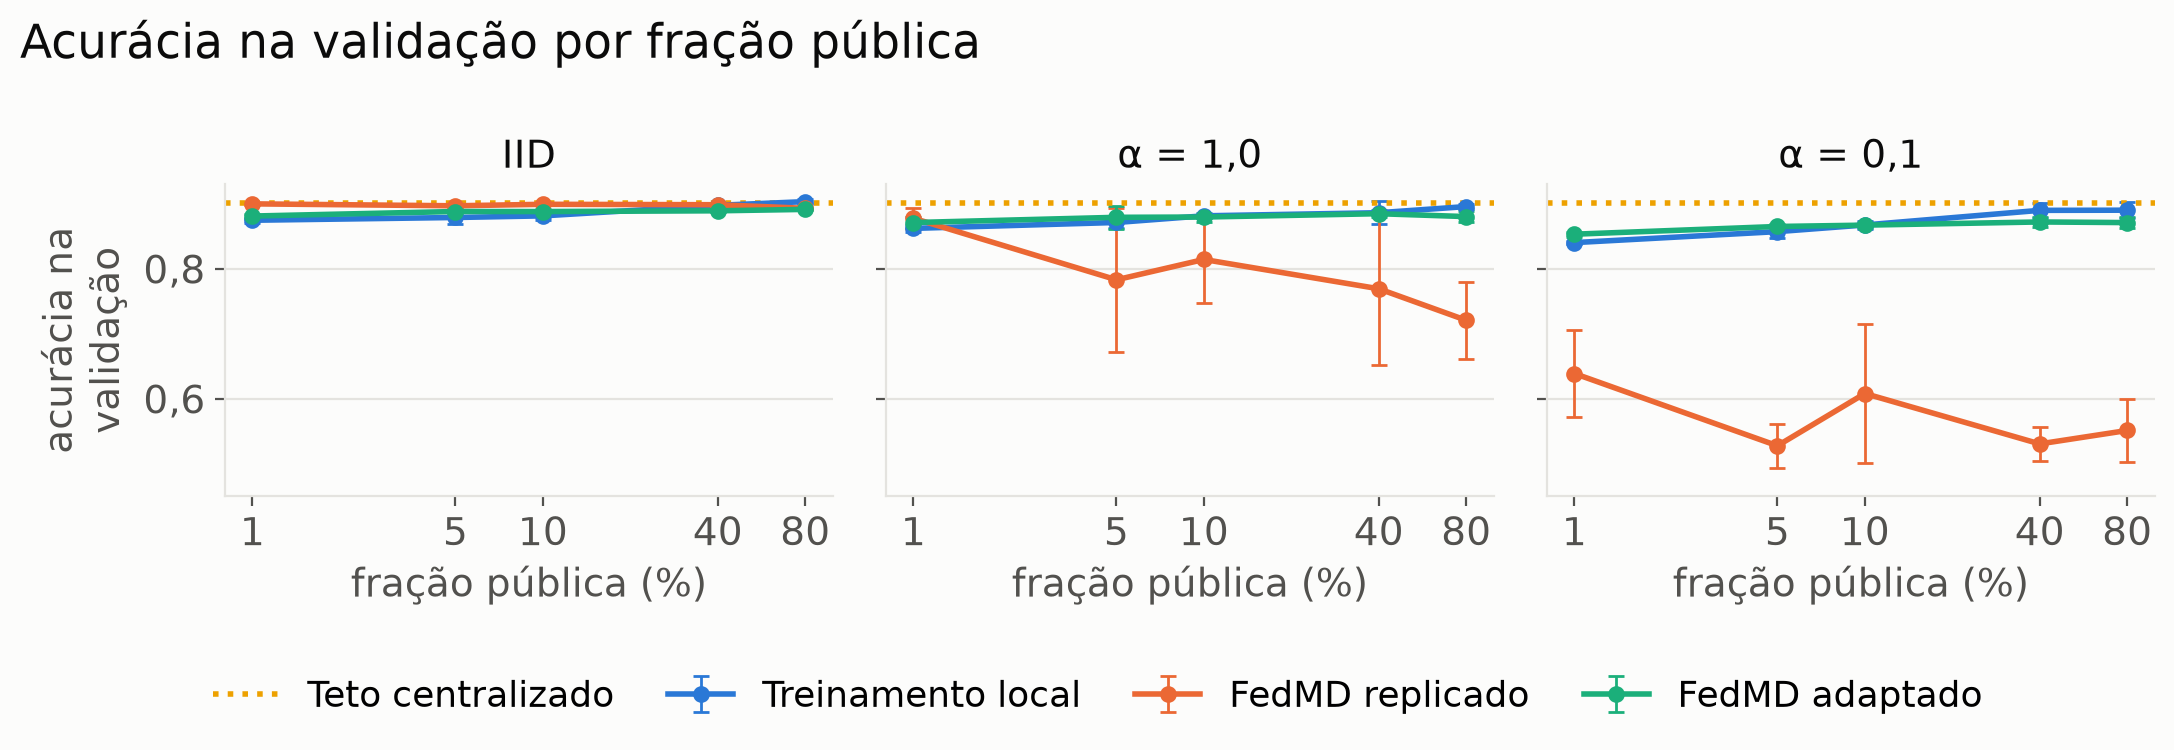 Acurácia na validação por fração pública
IID
α = 1,0
α = 0,1
acurácia na
validação
0,8
0,6
1 5 10 40 80
1 5 10 40 80
1 5 10 40 80
fração pública (%)
fração pública (%)
fração pública (%)
Teto centralizado
Treinamento local
FedMD replicado
FedMD adaptado